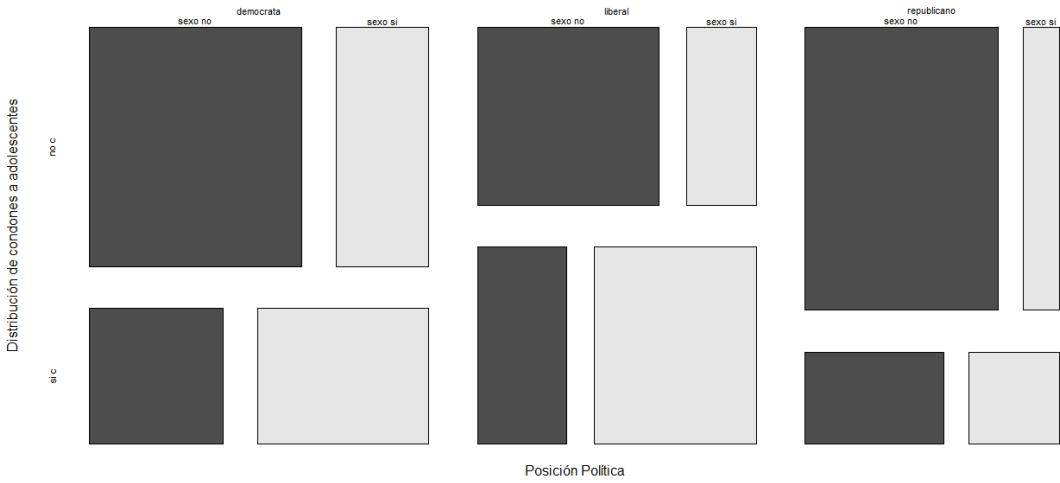 democrata
liberal
republicano
sexo no
sexo si
sexo no
sexo si
sexo no
sexo si
Distribución de condones a adolescentes
no c
si c
Posición Política